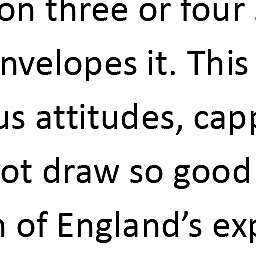 on three or four
nvelopes it. This
us attitudes, capp
ot draw so good
n of England’s exp